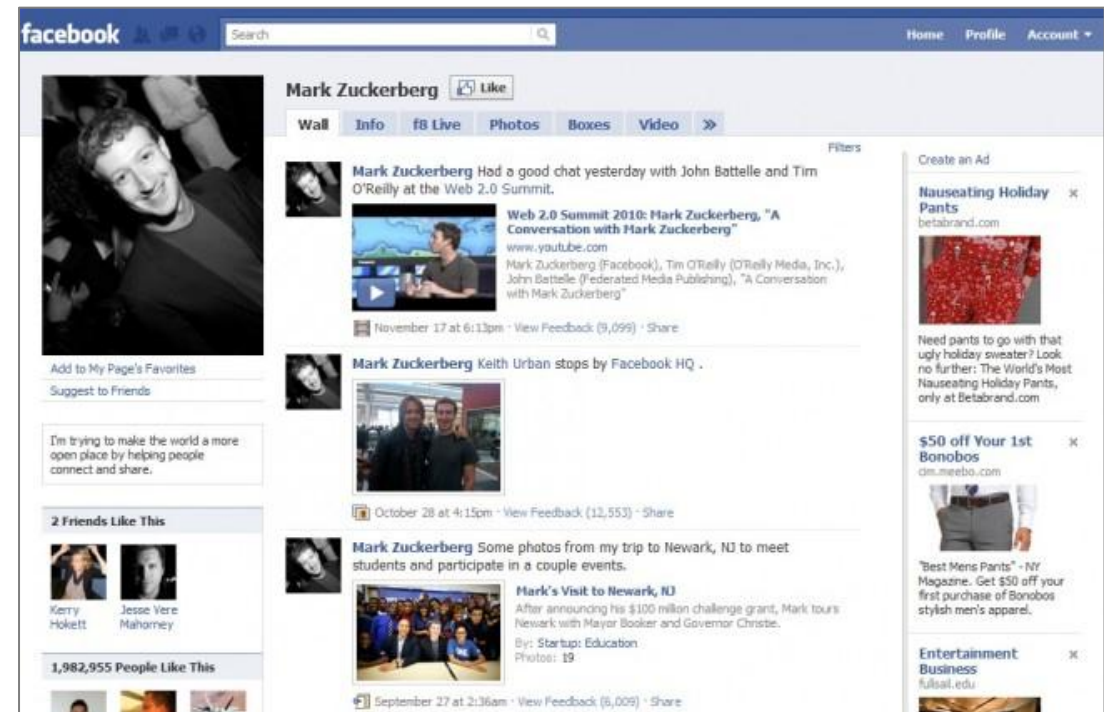 facebook
Search
Home Profile Account
Mark Zuckerberg Like
Wall Info f8 Live Photos Boxes Video »
Filters
Mark Zuckerberg Had a good chat yesterday with John Battelle and Tim
O'Reilly at the Web 2.0 Summit.
Web 2.0 Summit 2010: Mark Zuckerberg, "A
Conversation with Mark Zuckerberg"
www.youtube.com
Mark Zuckerberg (Facebook), Tim O'Reilly (O'Reilly Media, Inc.),
John Battelle (Federated Media Publishing), "A Conversation
with Mark Zuckerberg"
November 17 at 6:13pm · View Feedback (9,099) · Share
Mark Zuckerberg Keith Urban stops by Facebook HQ .
October 28 at 4:15pm · View Feedback (12,553) · Share
Mark Zuckerberg Some photos from my trip to Newark, NJ to meet
students and participate in a couple events.
Mark's Visit to Newark, NJ
After announcing his $100 million challenge grant, Mark tours
Newark with Mayor Booker and Governor Christie.
By: Startup: Education
Photos: 19
September 27 at 2:36am · View Feedback (6,009) · Share
Add to My Page's Favorites
Suggest to Friends
I'm trying to make the world a more
open place by helping people
connect and share.
2 Friends Like This
Kerry
Hokett
Jesse Vere
Mahorney
1,982,955 People Like This
Create an Ad
Nauseating Holiday
Pants
betabrand.com
Need pants to go with that
ugly holiday sweater? Look
no further: The World's Most
Nauseating Holiday Pants,
only at Betabrand.com
$50 off Your 1st
Bonobos
cim.meebo.com
"Best Mens Pants" - NY
Magazine. Get $50 off your
first purchase of Bonobos
stylish men's apparel.
Entertainment
Business
fullsail.edu